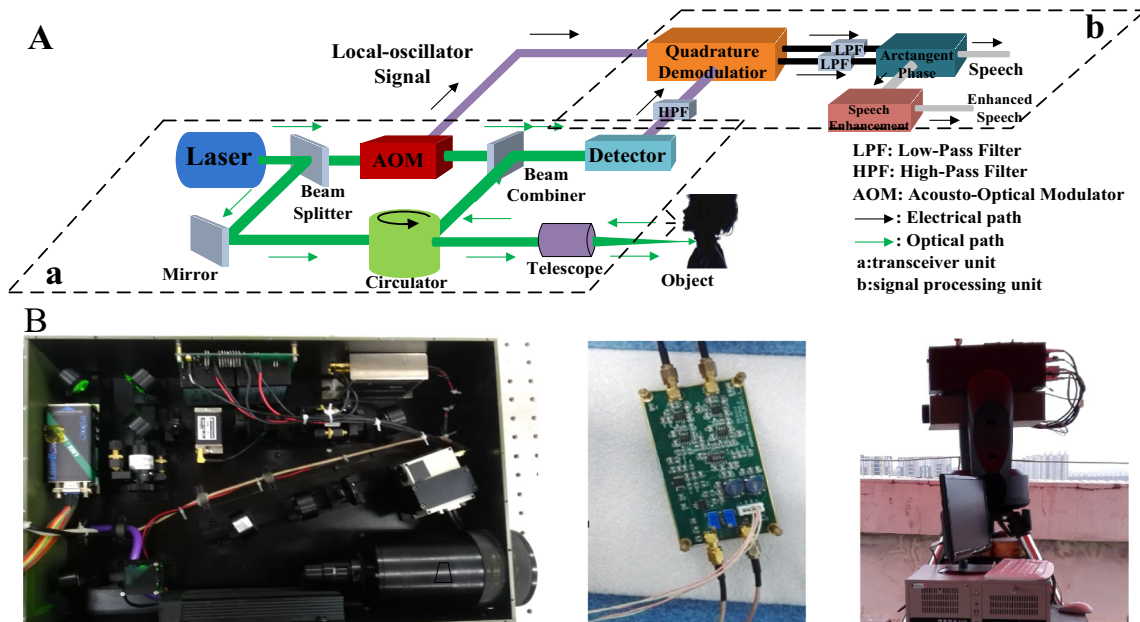 A
b
Local-oscillator
Signal
Quadrature
Demodulatior
LPF
LPF
Arctangent
Phase
Speech
HPF
Speech
Enhancement
Enhanced
Speech
Laser
AOM
Beam
Splitter
Beam
Combiner
Detector
Mirror
Circulator
Telescope
Object
a
LPF: Low-Pass Filter
HPF: High-Pass Filter
AOM: Acousto-Optical Modulator
: Electrical path
: Optical path
a:transceiver unit
b:signal processing unit
B